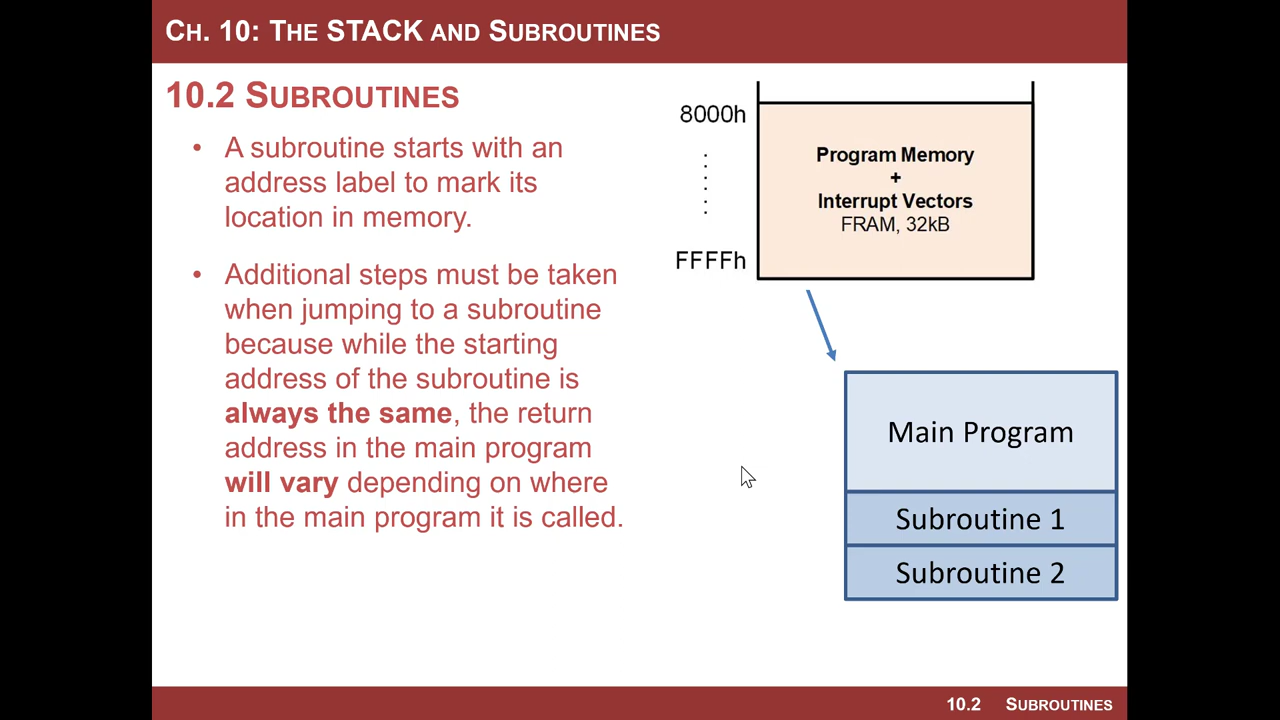 CH. 10: THE STACK AND SUBROUTINES
10.2 SUBROUTINES
• A subroutine starts with an
address label to mark its
location in memory.
• Additional steps must be taken
when jumping to a subroutine
because while the starting
address of the subroutine is
always the same, the return
address in the main program
will vary depending on where
in the main program it is called.
8000h
FFFFh
Program Memory
+
Interrupt Vectors
FRAM, 32kB
Main Program
Subroutine 1
Subroutine 2
10.2 SUBROUTINES